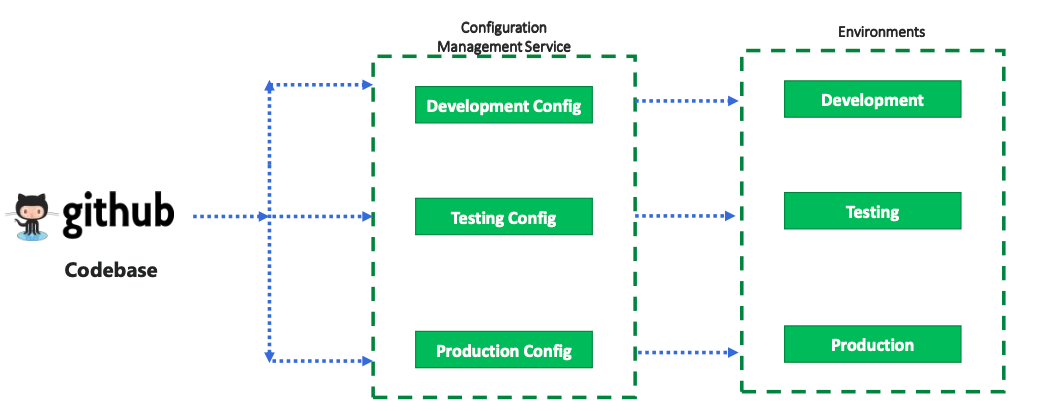 Configuration
Management Service
Environments
Development Config
Development
github
Testing Config
Testing
Codebase
Production Config
Production